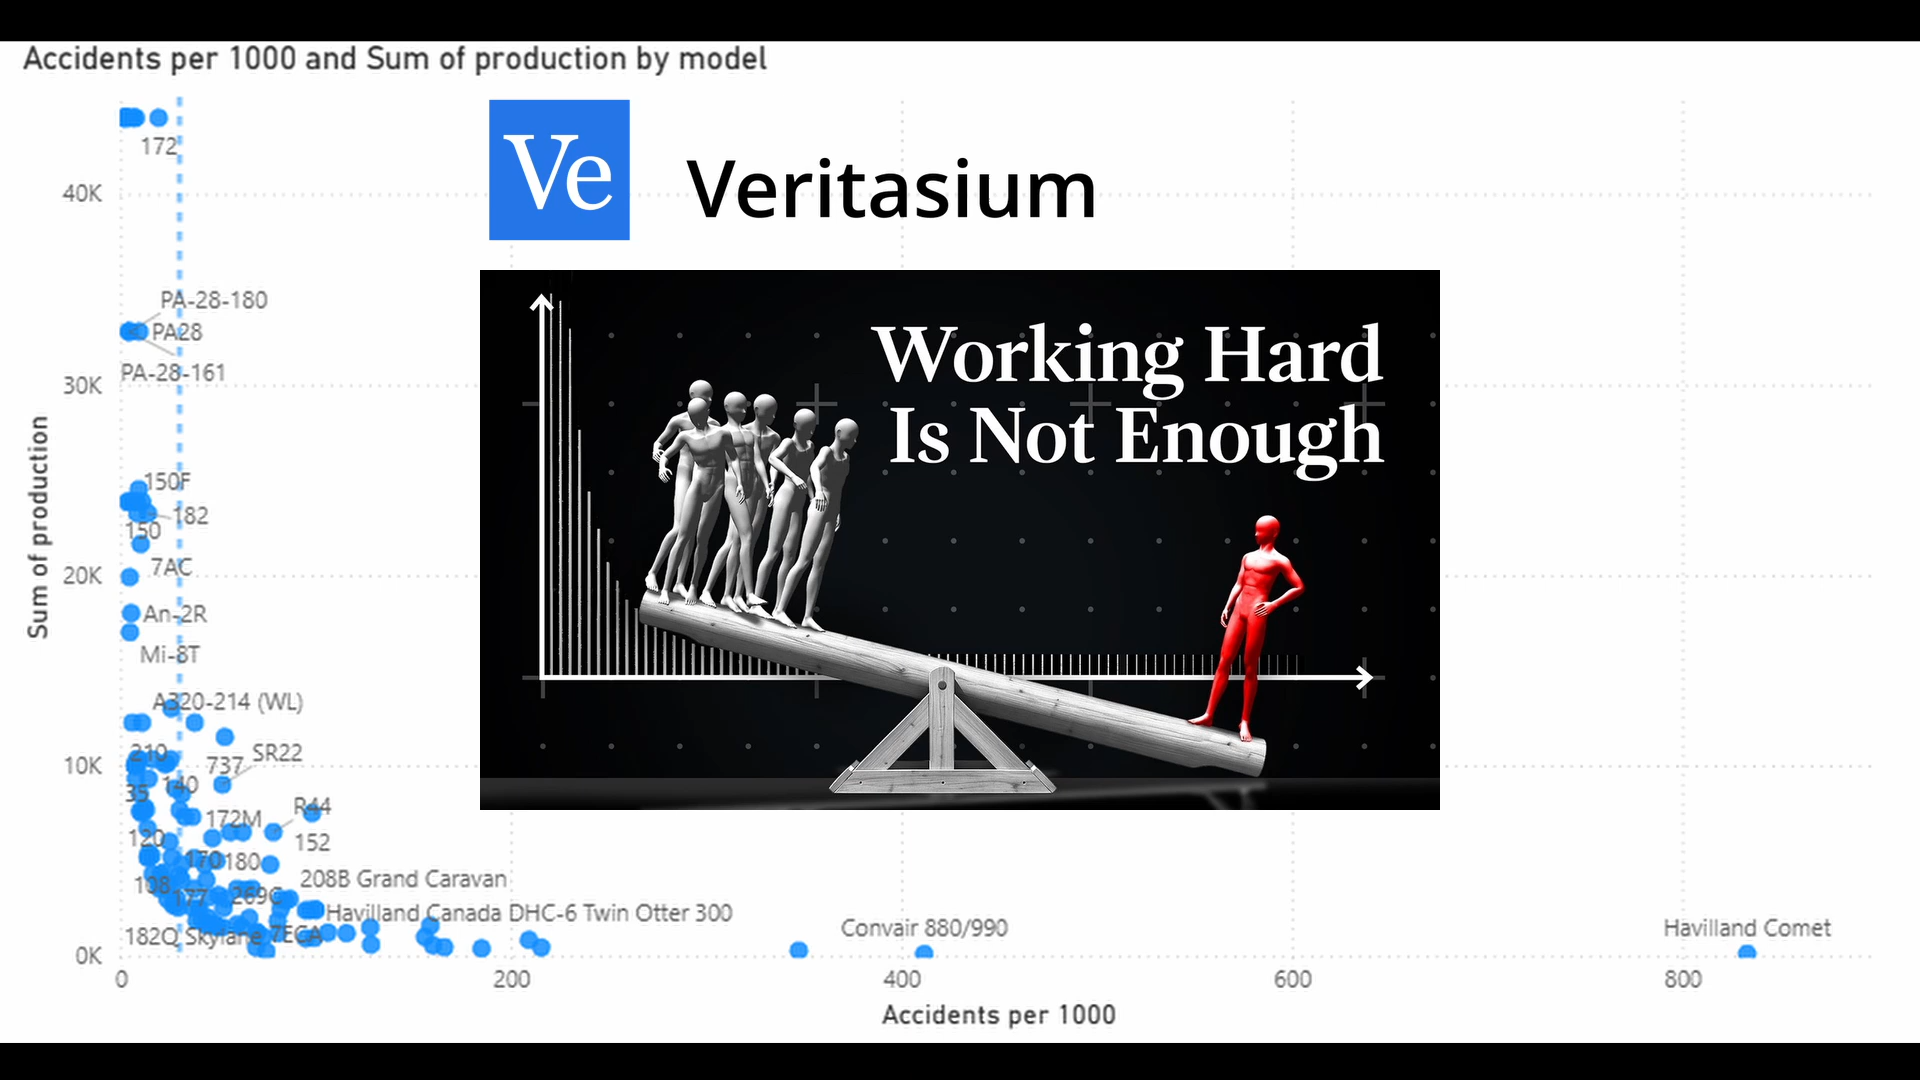 Accidents per 1000 and Sum of production by model
172
40K
Ve
Veritasium
PA-28-180
PA28
PA-28-161
30K
Working Hard
Is Not Enough
Sum of production
150F
182
150
7AC
20K
An-2R
Mi-8T
A320-214 (WL)
210
SR22
737
10K
140
35
R44
172M
152
120
170
180
208B Grand Caravan
108
177
269C
Havilland Canada DHC-6 Twin Otter 300
182Q Skylane
7ECA
Convair 880/990
Havilland Comet
0K
0
200
400
600
800
Accidents per 1000